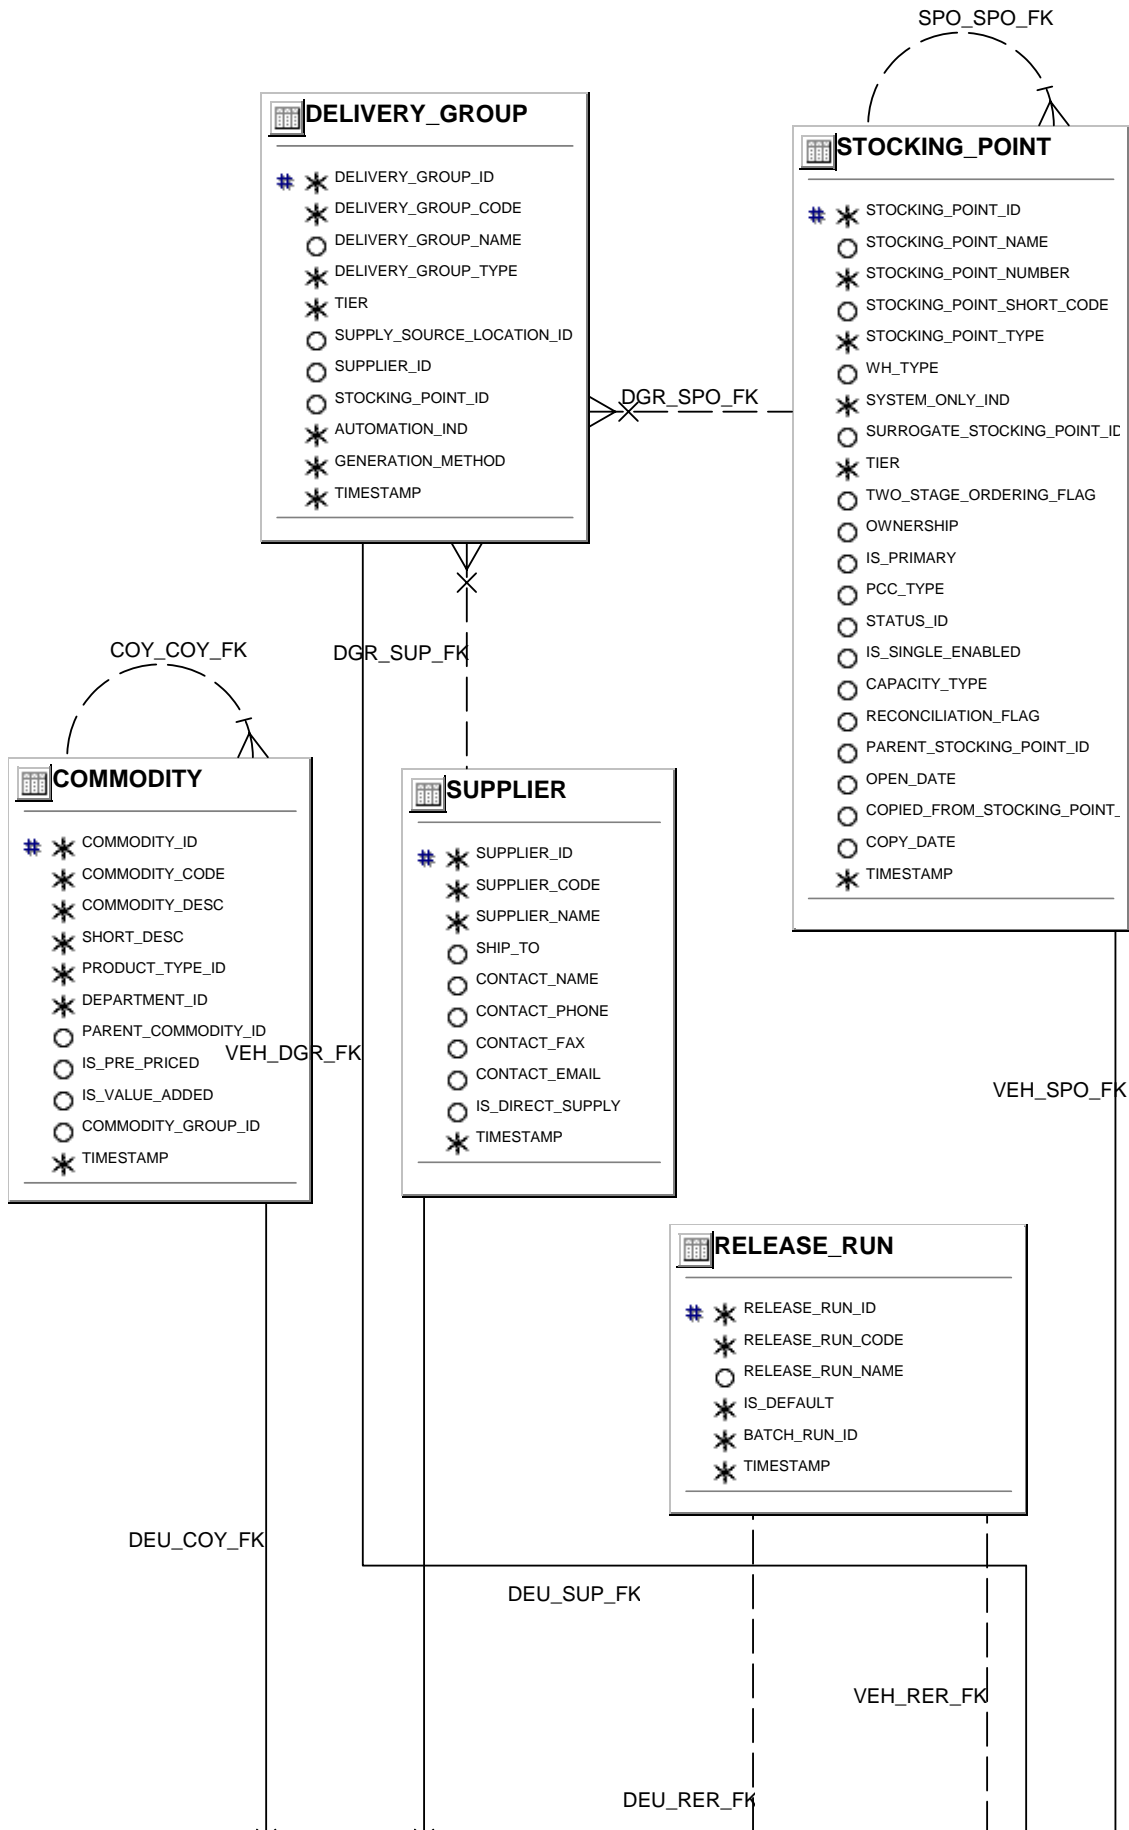 SPO_SPO_FK
DELIVERY_GROUP
# DELIVERY_GROUP_ID
DELIVERY_GROUP_CODE
DELIVERY_GROUP_NAME
DELIVERY_GROUP_TYPE
TIER
SUPPLY_SOURCE_LOCATION_ID
SUPPLIER_ID
STOCKING_POINT_ID
AUTOMATION_IND
GENERATION_METHOD
TIMESTAMP
STOCKING_POINT
# STOCKING_POINT_ID
STOCKING_POINT_NAME
STOCKING_POINT_NUMBER
STOCKING_POINT_SHORT_CODE
STOCKING_POINT_TYPE
WH_TYPE
SYSTEM_ONLY_IND
SURROGATE_STOCKING_POINT_ID
TIER
TWO_STAGE_ORDERING_FLAG
OWNERSHIP
IS_PRIMARY
PCC_TYPE
STATUS_ID
IS_SINGLE_ENABLED
CAPACITY_TYPE
RECONCILIATION_FLAG
PARENT_STOCKING_POINT_ID
OPEN_DATE
COPIED_FROM_STOCKING_POINT_
COPY_DATE
TIMESTAMP
DGR_SPO_FK
COY_COY_FK
DGR_SUP_FK
COMMODITY
# COMMODITY_ID
COMMODITY_CODE
COMMODITY_DESC
SHORT_DESC
PRODUCT_TYPE_ID
DEPARTMENT_ID
PARENT_COMMODITY_ID
IS_PRE_PRICED
IS_VALUE_ADDED
COMMODITY_GROUP_ID
TIMESTAMP
VEH_DGR_FK
SUPPLIER
# SUPPLIER_ID
SUPPLIER_CODE
SUPPLIER_NAME
SHIP_TO
CONTACT_NAME
CONTACT_PHONE
CONTACT_FAX
CONTACT_EMAIL
IS_DIRECT_SUPPLY
TIMESTAMP
VEH_SPO_FK
RELEASE_RUN
# RELEASE_RUN_ID
RELEASE_RUN_CODE
RELEASE_RUN_NAME
IS_DEFAULT
BATCH_RUN_ID
TIMESTAMP
DEU_COY_FK
DEU_SUP_FK
VEH_RER_FK
DEU_RER_FK